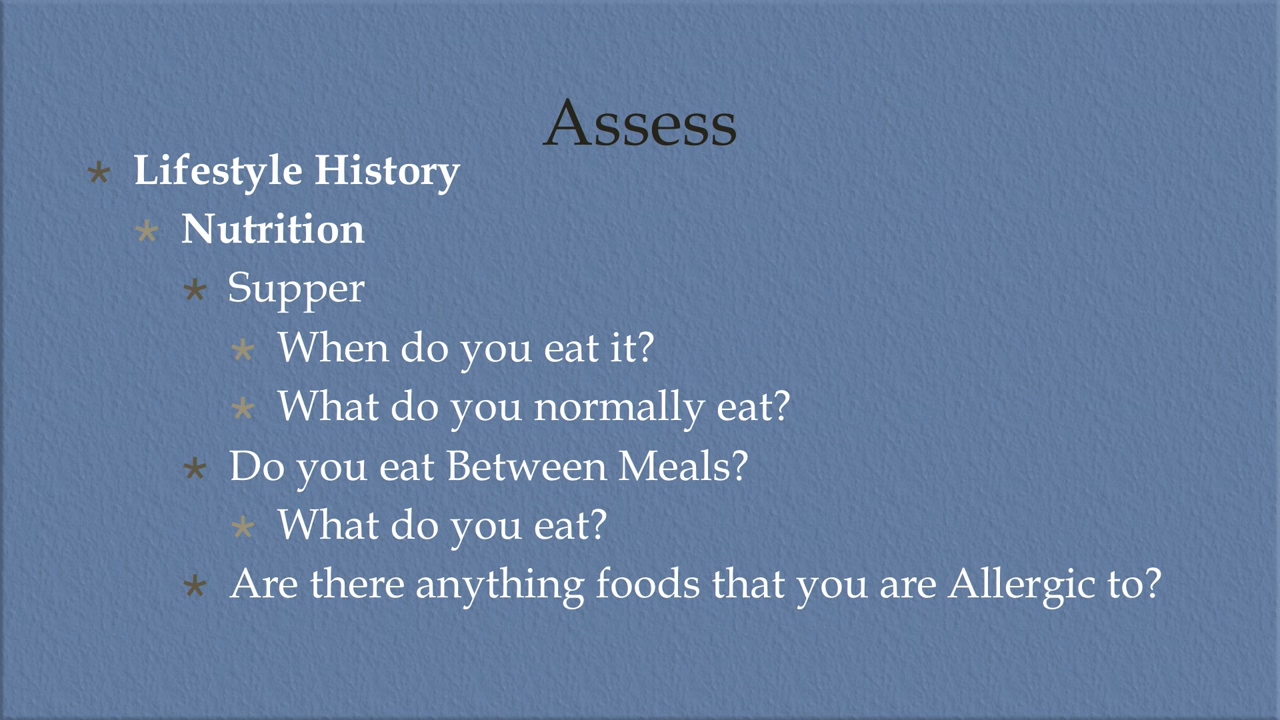 Assess
* Lifestyle History
* Nutrition
* Supper
* When do you eat it?
* What do you normally eat?
* Do you eat Between Meals?
* What do you eat?
* Are there anything foods that you are Allergic to?